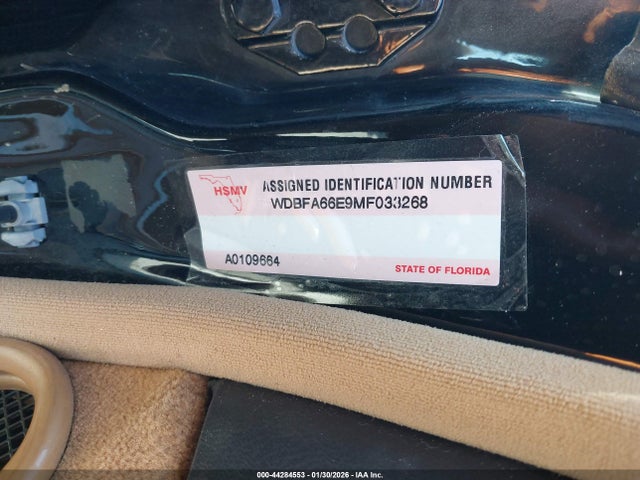 HSMV
ASSIGNED IDENTIFICATION NUMBER
WDBFA66E9MF033268
A0109664
STATE OF FLORIDA
000-44284553 | 01/30/2026 - IAA Inc.